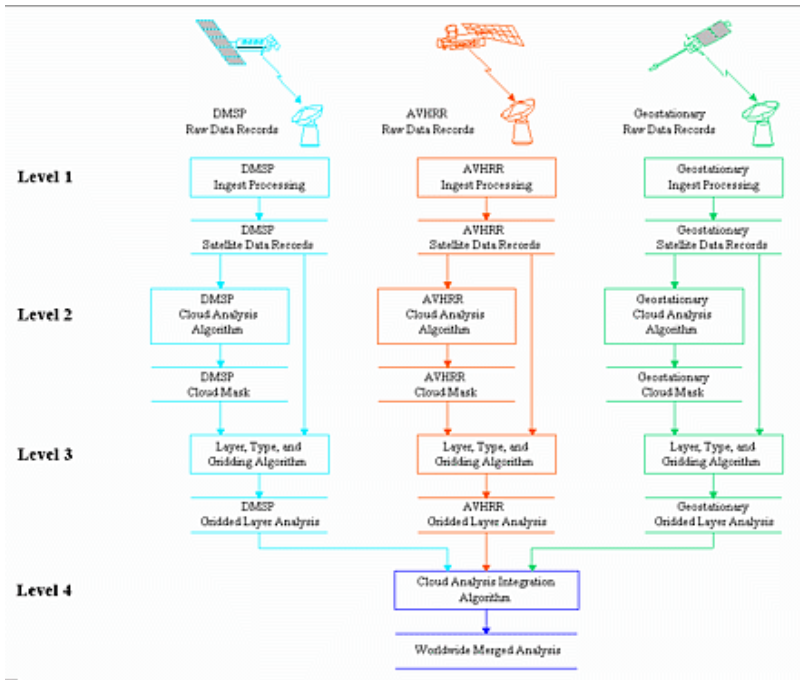 DMSP
Raw Data Records
AVHRR
Raw Data Records
Geostationary
Raw Data Records
Level 1
DMSP
Ingest Processing
AVHRR
Ingest Processing
Geostationary
Ingest Processing
DMSP
Satellite Data Records
AVHRR
Satellite Data Records
Geostationary
Satellite Data Records
Level 2
DMSP
Cloud Analysis
Algorithm
AVHRR
Cloud Analysis
Algorithm
Geostationary
Cloud Analysis
Algorithm
DMSP
Cloud Mask
AVHRR
Cloud Mask
Geostationary
Cloud Mask
Level 3
Layer, Type, and
Gridding Algorithm
Layer, Type, and
Gridding Algorithm
Layer, Type, and
Gridding Algorithm
DMSP
Gridded Layer Analysis
AVHRR
Gridded Layer Analysis
Geostationary
Gridded Layer Analysis
Level 4
Cloud Analysis Integration
Algorithm
Worldwide Merged Analysis